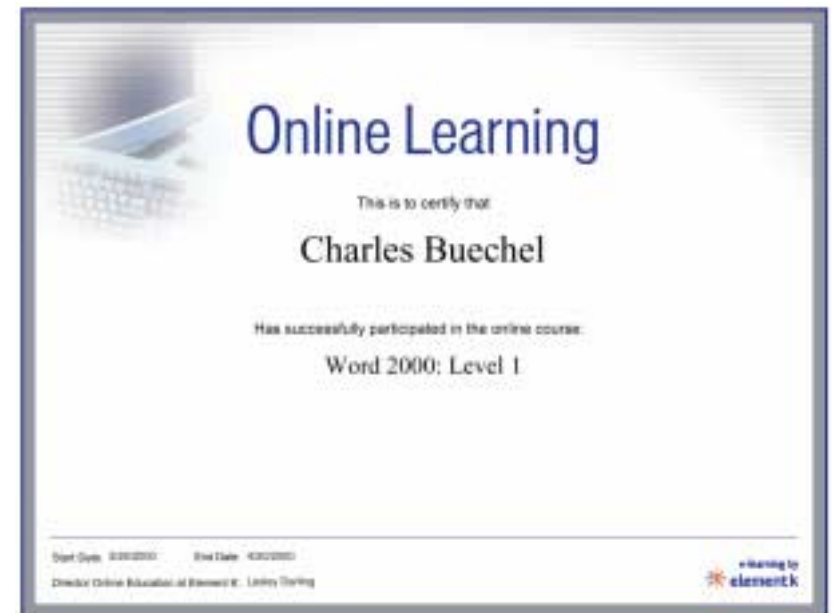 Online Learning
This is to certify that
Charles Buechel
Has successfully participated in the online course:
Word 2000: Level 1
Start Date: End Date:
Director Online Education at Element K:
e-learning by
element k